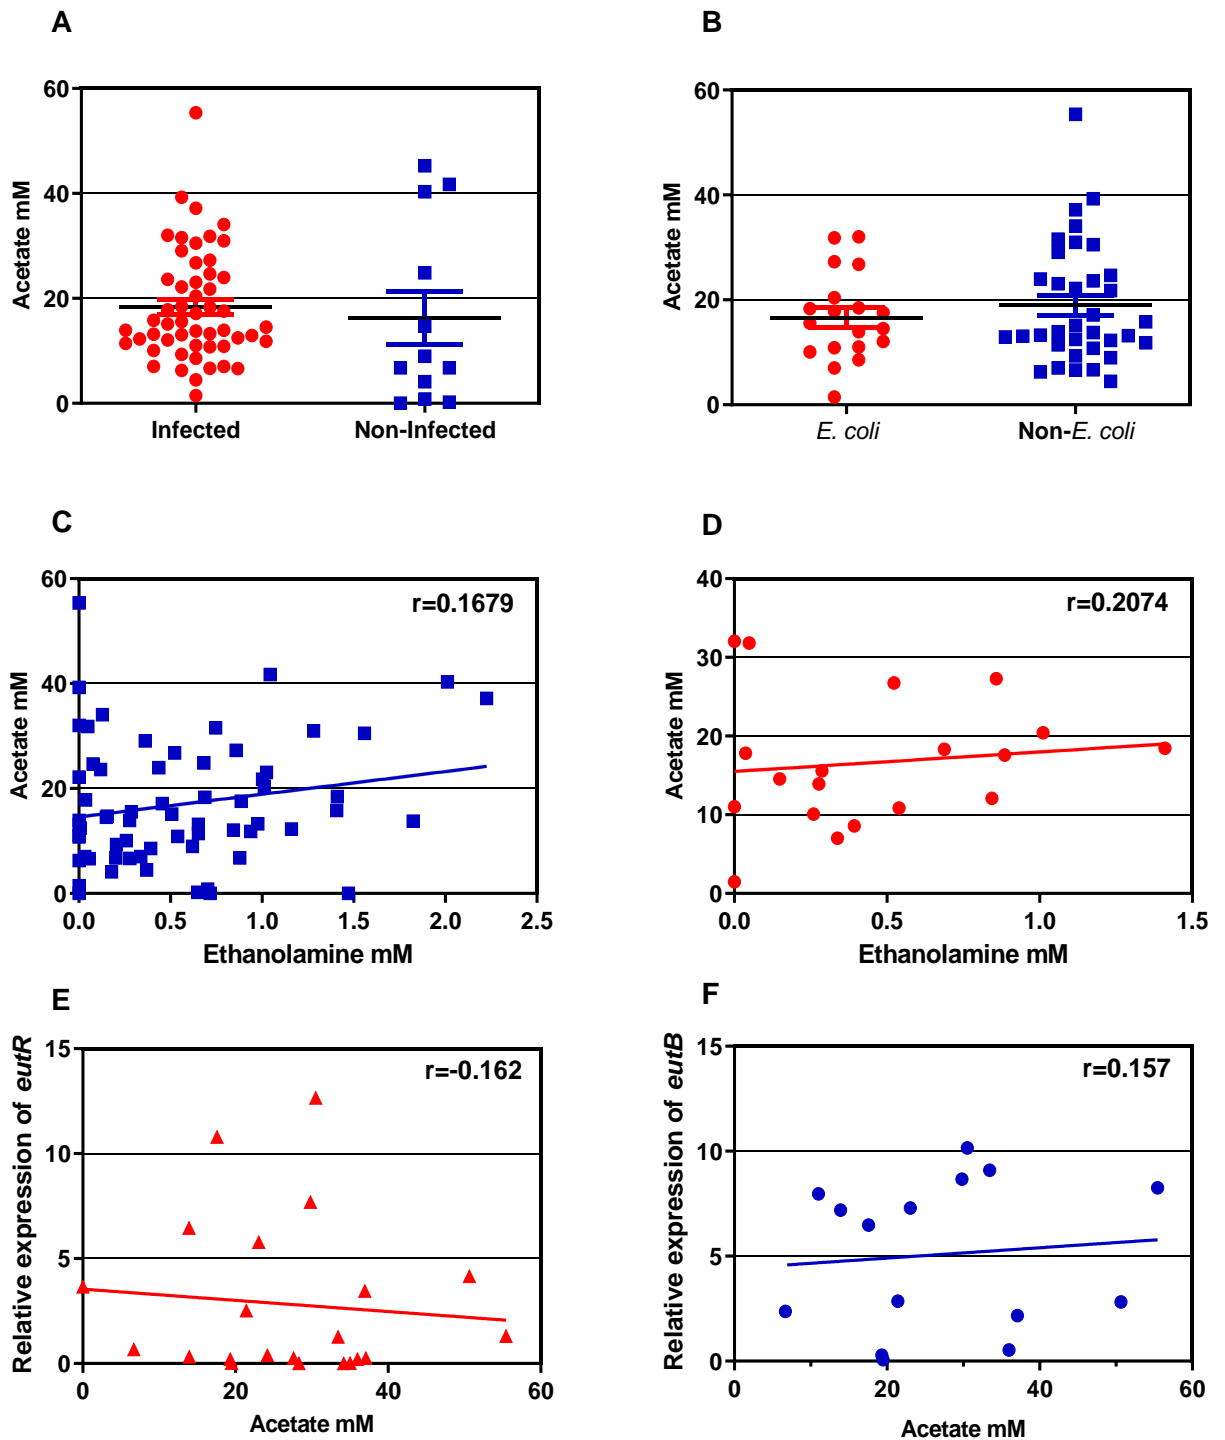 A
Acetate mM
60
40
20
0
Infected
Non-Infected
B
Acetate mM
60
40
20
0
E. coli
Non-E. coli
C
Acetate mM
60
40
20
0
r=0.1679
0.0 0.5 1.0 1.5 2.0 2.5
Ethanolamine mM
D
Acetate mM
40
30
20
10
0
r=0.2074
0.0 0.5 1.0 1.5
Ethanolamine mM
E
Relative expression of eutR
15
10
5
0
r=-0.162
0 20 40 60
Acetate mM
F
Relative expression of eutB
15
10
5
0
r=0.157
0 20 40 60
Acetate mM